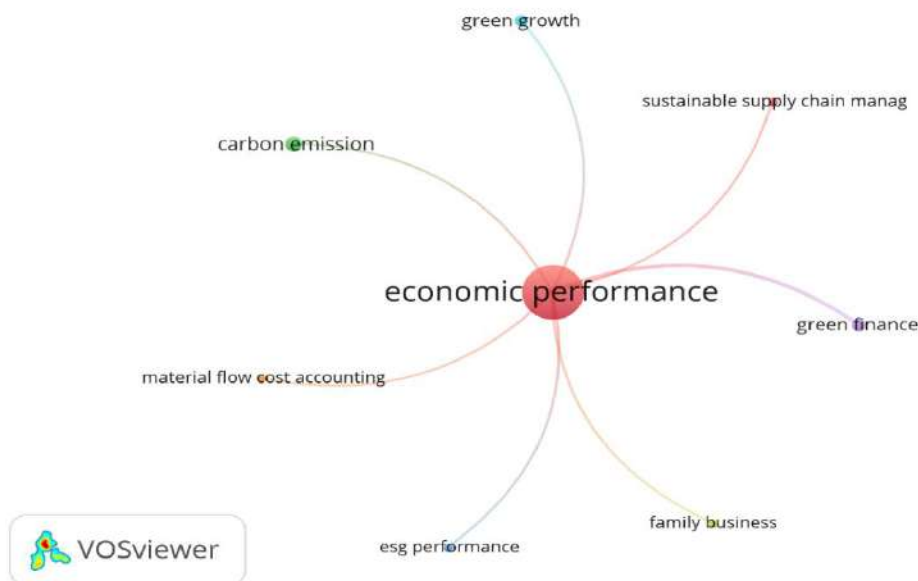 green growth
sustainable supply chain manag
carbon emission
economic performance
green finance
material flow cost accounting
family business
esg performance
VOSviewer